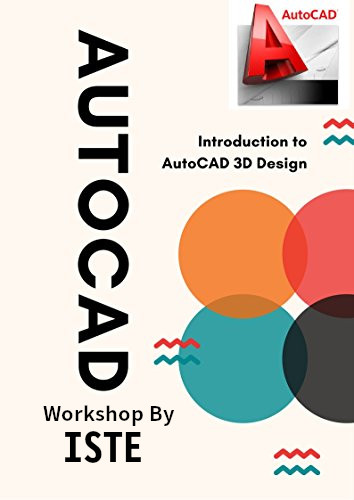 AutoCAD
AUTOCAD
Introduction to
AutoCAD 3D Design
Workshop By
ISTE